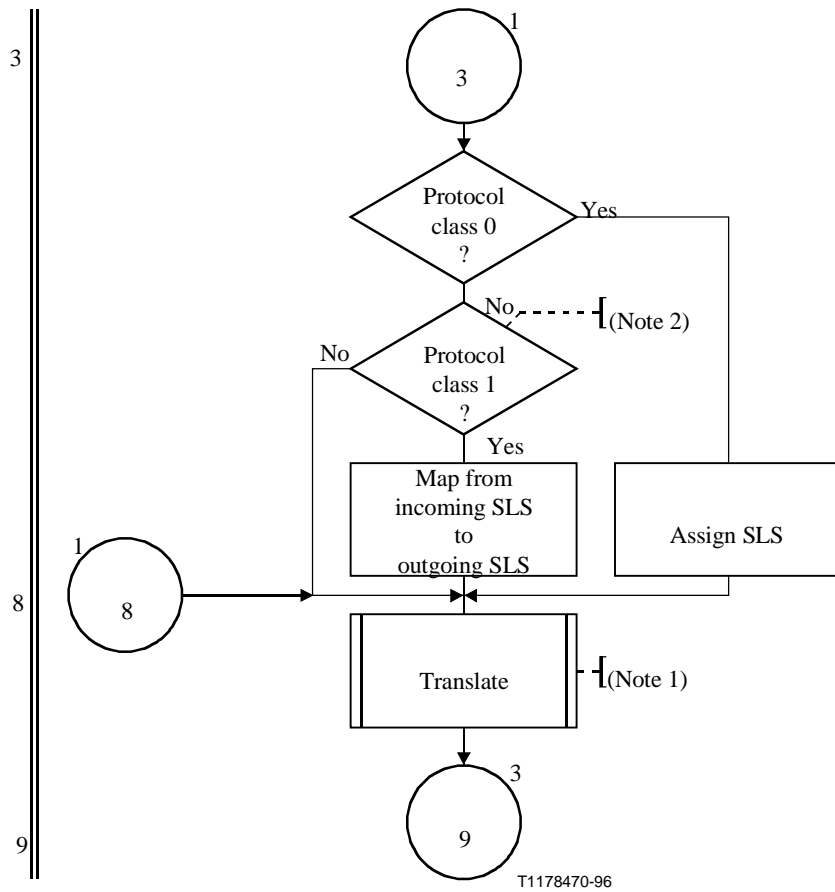 1
3
3
Protocol
class 0
?
Yes
No
(Note 2)
No
Protocol
class 1
?
Yes
Map from
incoming SLS
to
outgoing SLS
Assign SLS
1
8
8
Translate
(Note 1)
3
9
9
T1178470-96